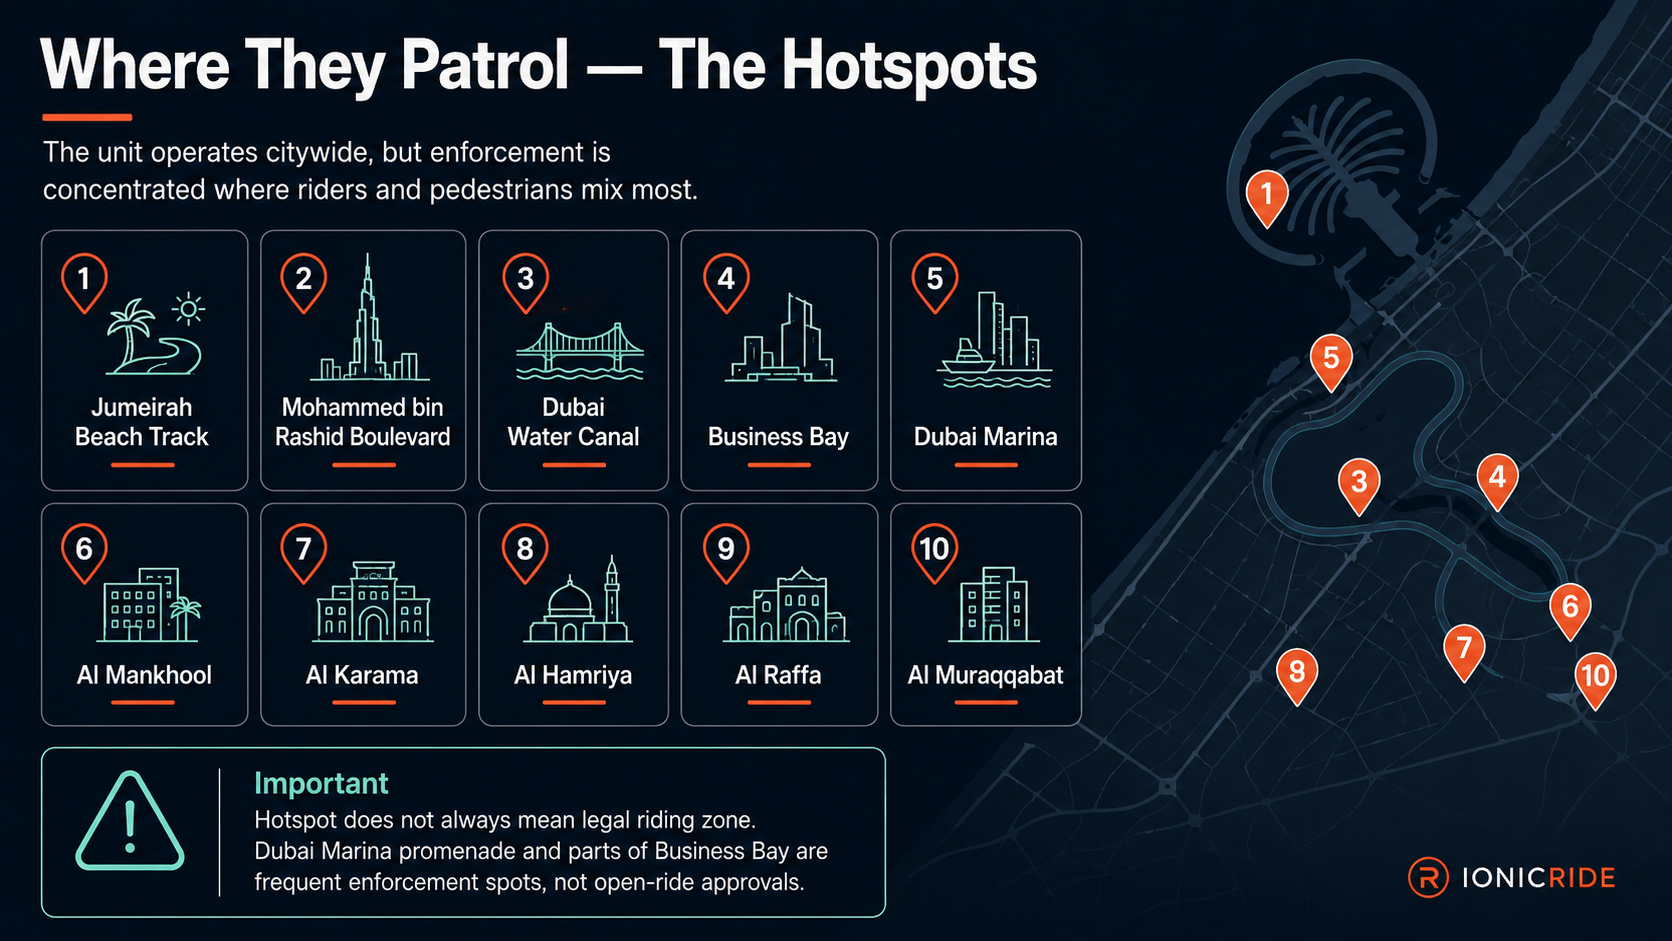 Where They Patrol — The Hotspots
The unit operates citywide, but enforcement is
concentrated where riders and pedestrians mix most.
1
Jumeirah
Beach Track
2
Mohammed bin
Rashid Boulevard
3
Dubai
Water Canal
4
Business Bay
5
Dubai Marina
6
Al Mankhool
7
Al Karama
8
Al Hamriya
9
Al Raffa
10
Al Muraqqabat
Important
Hotspot does not always mean legal riding zone.
Dubai Marina promenade and parts of Business Bay are
frequent enforcement spots, not open-ride approvals.
1
5
3
4
6
7
8
10
R IONICRIDE